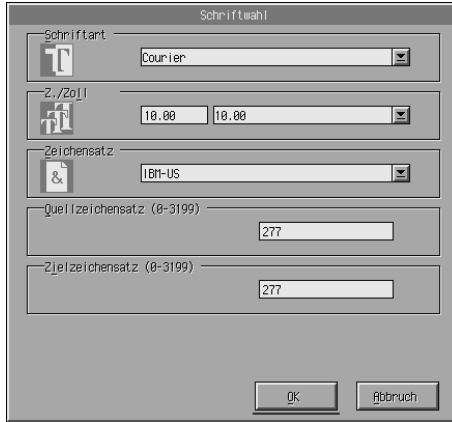 Schriftwahl
Schriftart
Courier
Z./Zoll
10.00 10.00
Zeichensatz
IBM-US
Quellzeichensatz (0-3199)
277
Zielzeichensatz (0-3199)
277
OK Abbruch